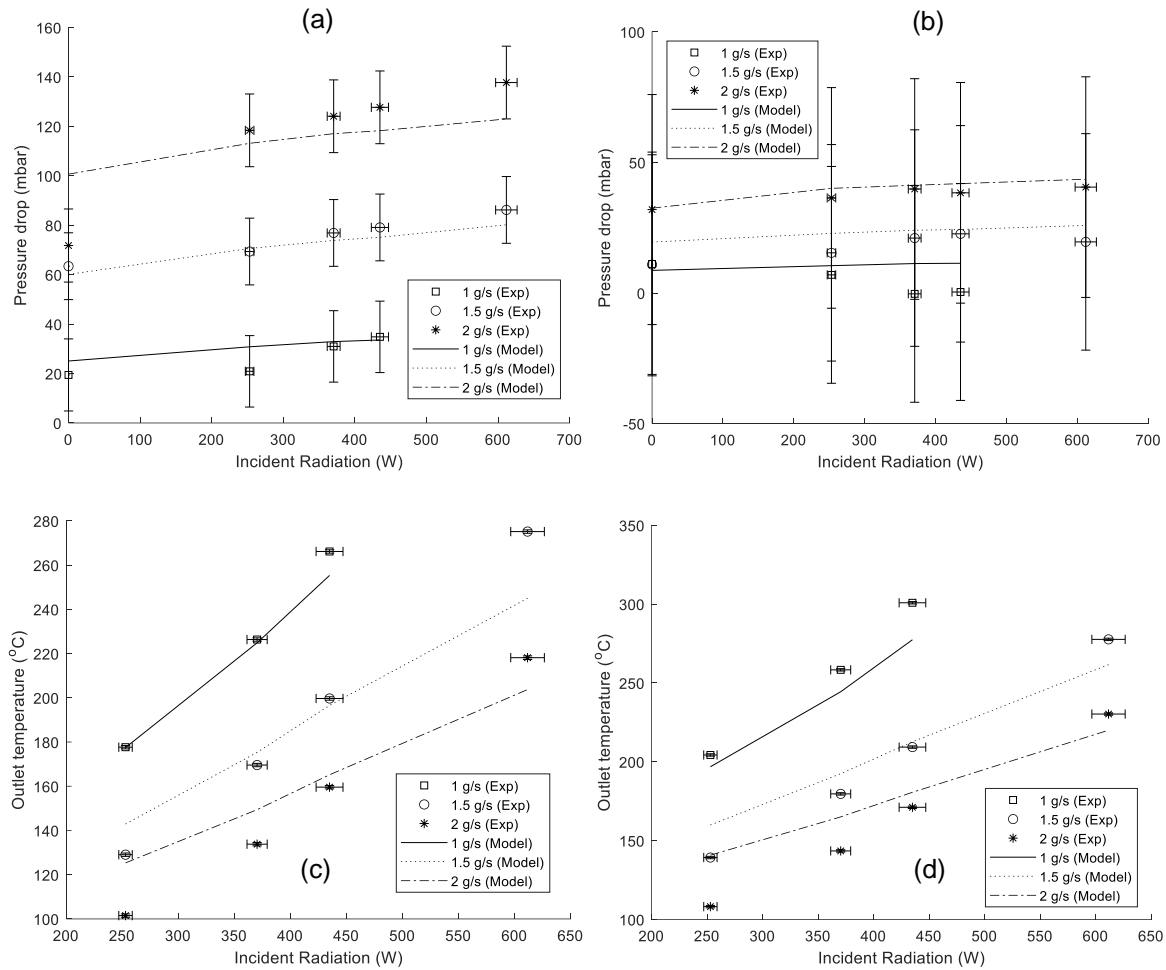 (a)
160
140
120
100
80
60
40
20
0
Pressure drop (mbar)
1 g/s (Exp)
1.5 g/s (Exp)
2 g/s (Exp)
1 g/s (Model)
1.5 g/s (Model)
2 g/s (Model)
0 100 200 300 400 500 600 700
Incident Radiation (W)
(b)
100
50
0
-50
Pressure drop (mbar)
1 g/s (Exp)
1.5 g/s (Exp)
2 g/s (Exp)
1 g/s (Model)
1.5 g/s (Model)
2 g/s (Model)
0 100 200 300 400 500 600 700
Incident Radiation (W)
280
260
240
220
200
180
160
140
120
100
Outlet temperature (°C)
1 g/s (Exp)
1.5 g/s (Exp)
2 g/s (Exp)
1 g/s (Model)
1.5 g/s (Model)
2 g/s (Model)
(c)
200 250 300 350 400 450 500 550 600 650
Incident Radiation (W)
350
300
250
200
150
100
Outlet temperature (°C)
1 g/s (Exp)
1.5 g/s (Exp)
2 g/s (Exp)
1 g/s (Model)
1.5 g/s (Model)
2 g/s (Model)
(d)
200 250 300 350 400 450 500 550 600 650
Incident Radiation (W)